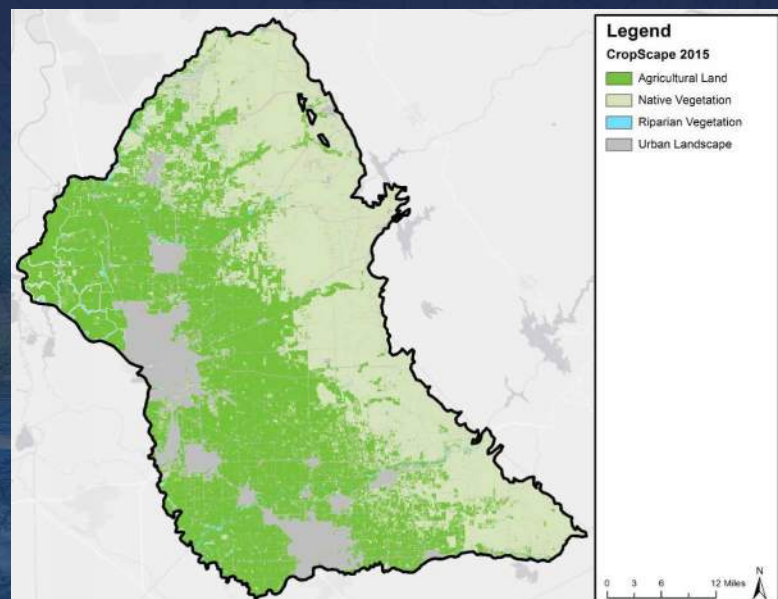 Legend
CropScape 2015
Agricultural Land
Native Vegetation
Riparian Vegetation
Urban Landscape
0 3 6 12 Miles
N